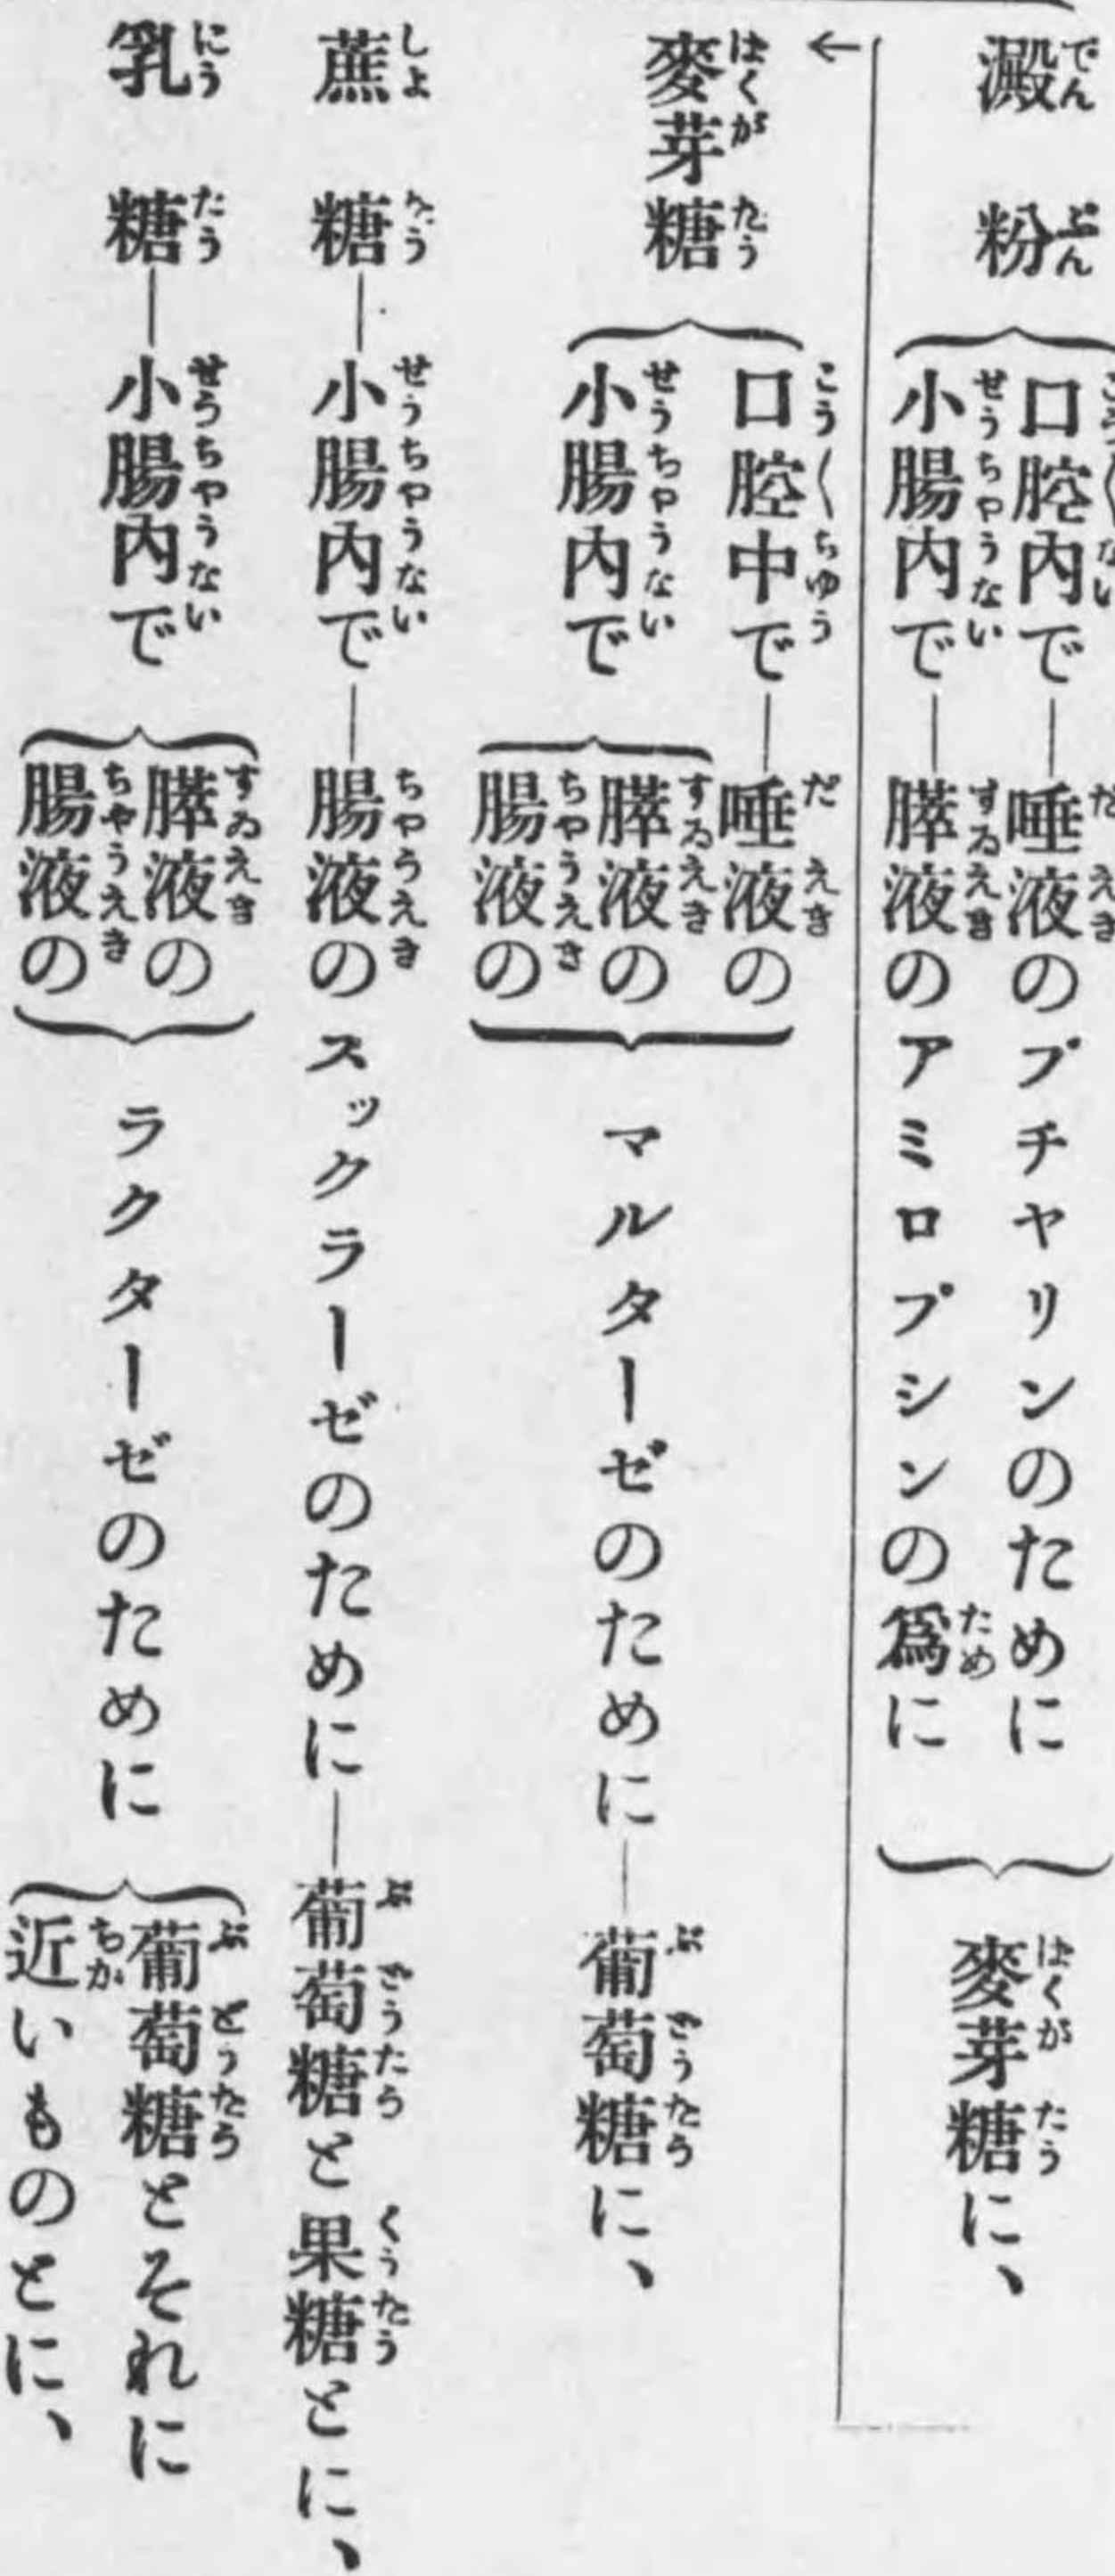 澱粉
口腔內で—唾液のプチヤリンのために
小腸內で—膵液のアミロプシンの爲に
麥芽糖に、
麥芽糖
口腔中で—唾液の
小腸內で
膵液の
腸液の
マルターゼのために—葡萄糖に、
蔗糖—小腸內で—腸液のスックラーゼのために—葡萄糖と果糖とに、
乳糖—小腸內で
膵液の
腸液の
ラクターゼのために
葡萄糖とそれに
近いものとに、